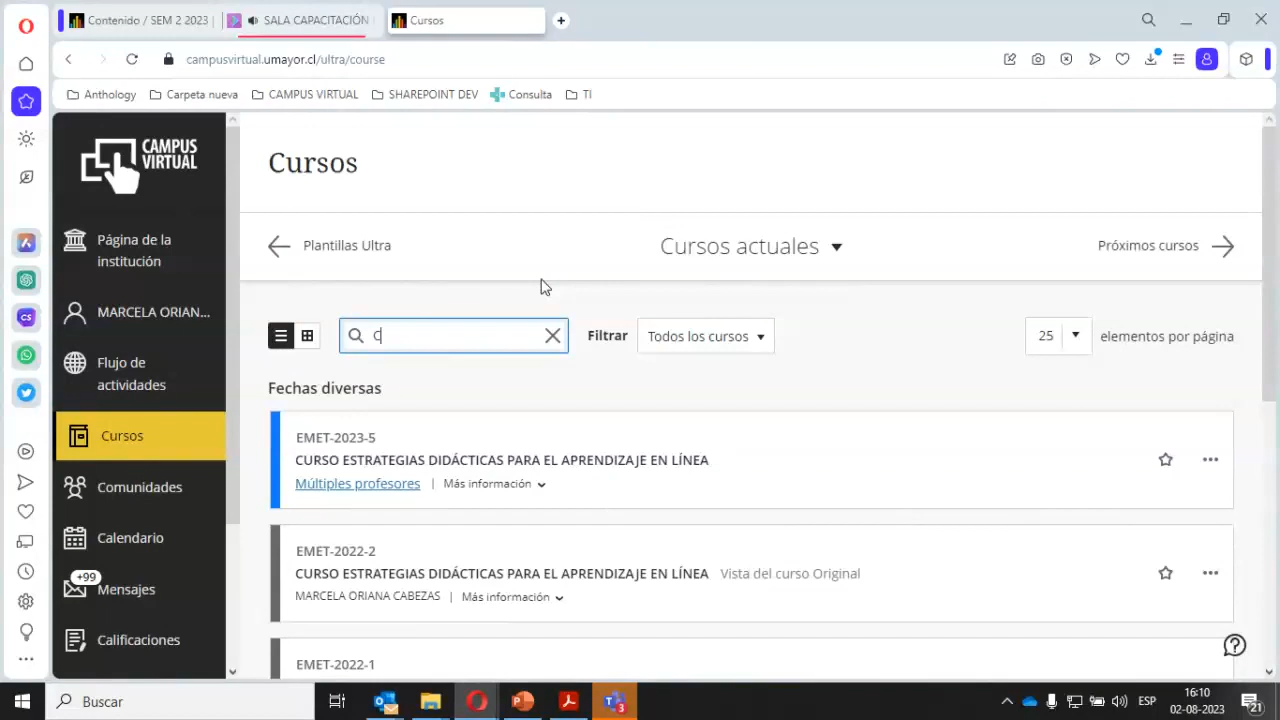 Contenido / SEM 2 2023
SALA CAPACITACIÓN
Cursos
campusvirtual.umayor.cl/ultra/course
Anthology
Carpeta nueva
CAMPUS VIRTUAL
SHAREPOINT DEV
Consulta
TI
CAMPUS
VIRTUAL
Página de la
institución
MARCELA ORIAN...
Flujo de
actividades
Cursos
Comunidades
Calendario
+99
Mensajes
Calificaciones
Cursos
Plantillas Ultra
Cursos actuales
Próximos cursos
C
Filtrar
Todos los cursos
25
elementos por página
Fechas diversas
EMET-2023-5
CURSO ESTRATEGIAS DIDÁCTICAS PARA EL APRENDIZAJE EN LÍNEA
Múltiples profesores | Más información
EMET-2022-2
CURSO ESTRATEGIAS DIDÁCTICAS PARA EL APRENDIZAJE EN LÍNEA Vista del curso Original
MARCELA ORIANA CABEZAS | Más información
EMET-2022-1
Buscar
3
ESP
16:10
02-08-2023
21